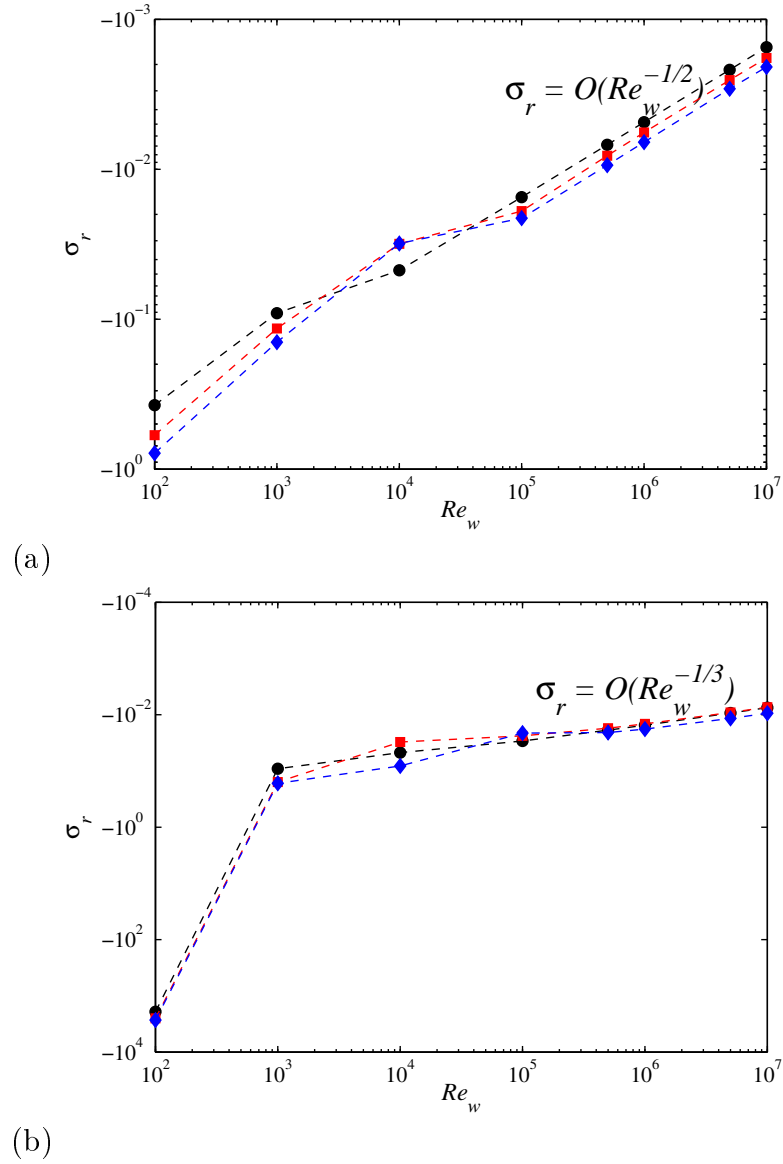 −10⁻³
σ_r = O(Re_w^{−1/2})
−10⁻²
σ_r
−10⁻¹
−10⁰
10² 10³ 10⁴ 10⁵ 10⁶ 10⁷
Re_w
(a)
−10⁻⁴
σ_r = O(Re_w^{−1/3})
−10⁻²
−10⁰
σ_r
−10²
−10⁴
10² 10³ 10⁴ 10⁵ 10⁶ 10⁷
Re_w
(b)